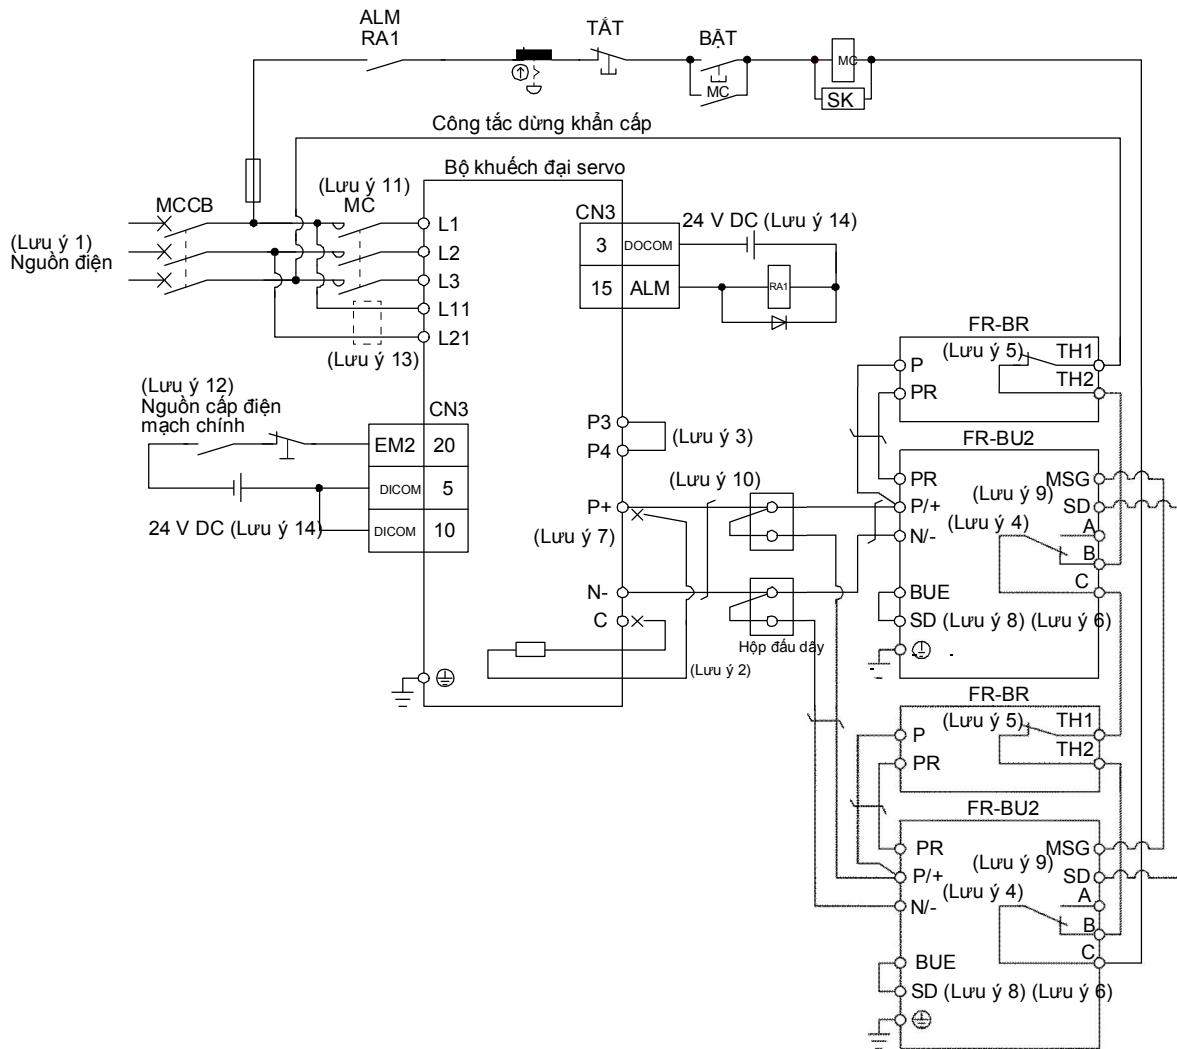 ALM
RA1
TẮT
BẬT
MC
MC
SK
Công tắc dừng khẩn cấp
Bộ khuếch đại servo
(Lưu ý 11)
MCCB
MC
(Lưu ý 1)
Nguồn điện
L1
L2
L3
L11
L21
(Lưu ý 13)
CN3
24 V DC (Lưu ý 14)
3
DOCOM
15
ALM
RA1
(Lưu ý 12)
Nguồn cấp điện
mạch chính
CN3
EM2
20
DICOM
5
DICOM
10
24 V DC (Lưu ý 14)
P3
P4
(Lưu ý 3)
P+
(Lưu ý 7)
(Lưu ý 10)
N-
C
Hộp đấu dây
(Lưu ý 2)
FR-BR
(Lưu ý 5)
TH1
P
TH2
PR
FR-BU2
PR
MSG
(Lưu ý 9)
P/+
SD
(Lưu ý 4)
A
N/-
B
C
BUE
SD (Lưu ý 8) (Lưu ý 6)
FR-BR
(Lưu ý 5)
TH1
P
TH2
PR
FR-BU2
PR
MSG
(Lưu ý 9)
P/+
SD
(Lưu ý 4)
A
N/-
B
C
BUE
SD (Lưu ý 8) (Lưu ý 6)